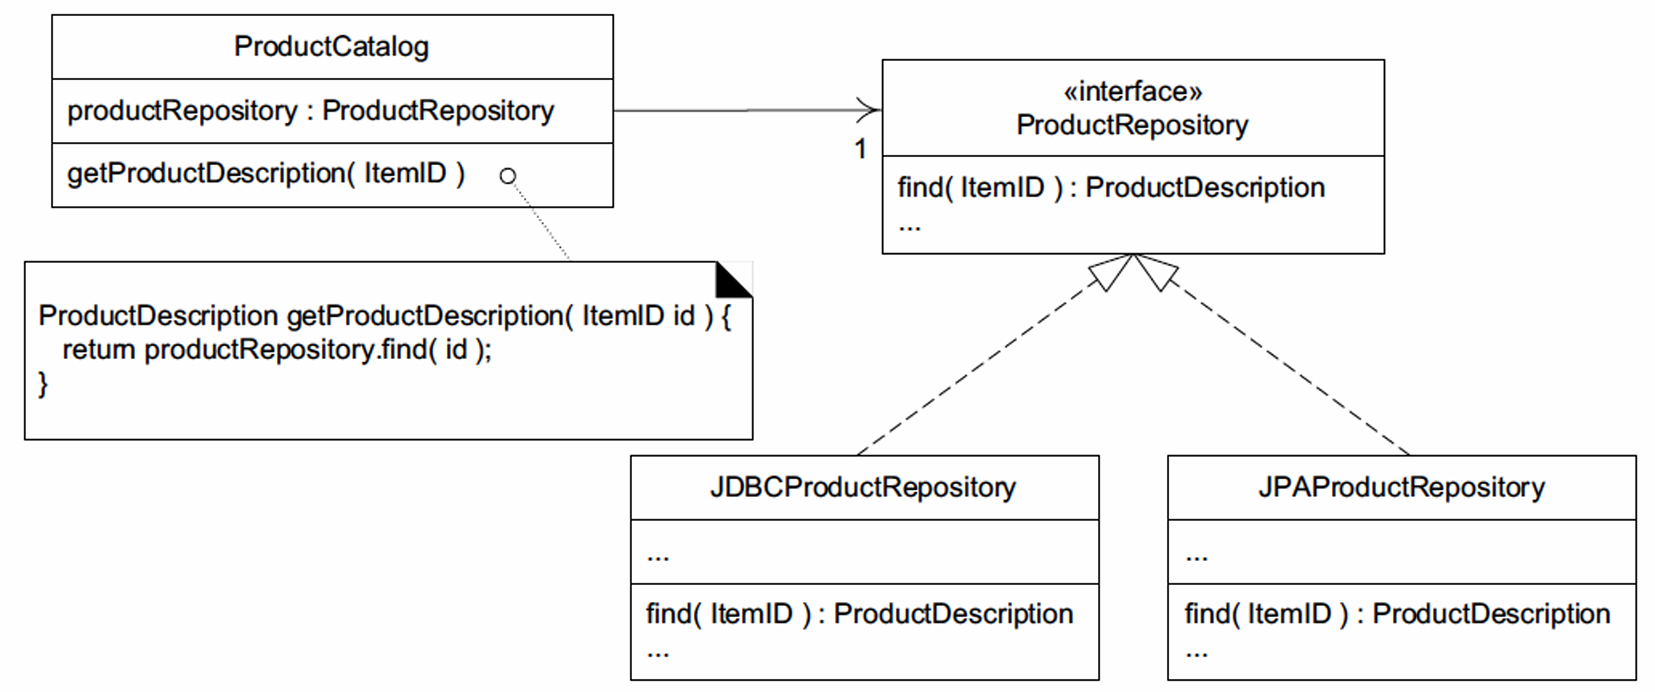 ProductCatalog
productRepository : ProductRepository
getProductDescription( ItemID )
ProductDescription getProductDescription( ItemID id ) {
return productRepository.find( id );
}
1
«interface»
ProductRepository
find( ItemID ) : ProductDescription
...
JDBCProductRepository
...
find( ItemID ) : ProductDescription
...
JPAProductRepository
...
find( ItemID ) : ProductDescription
...